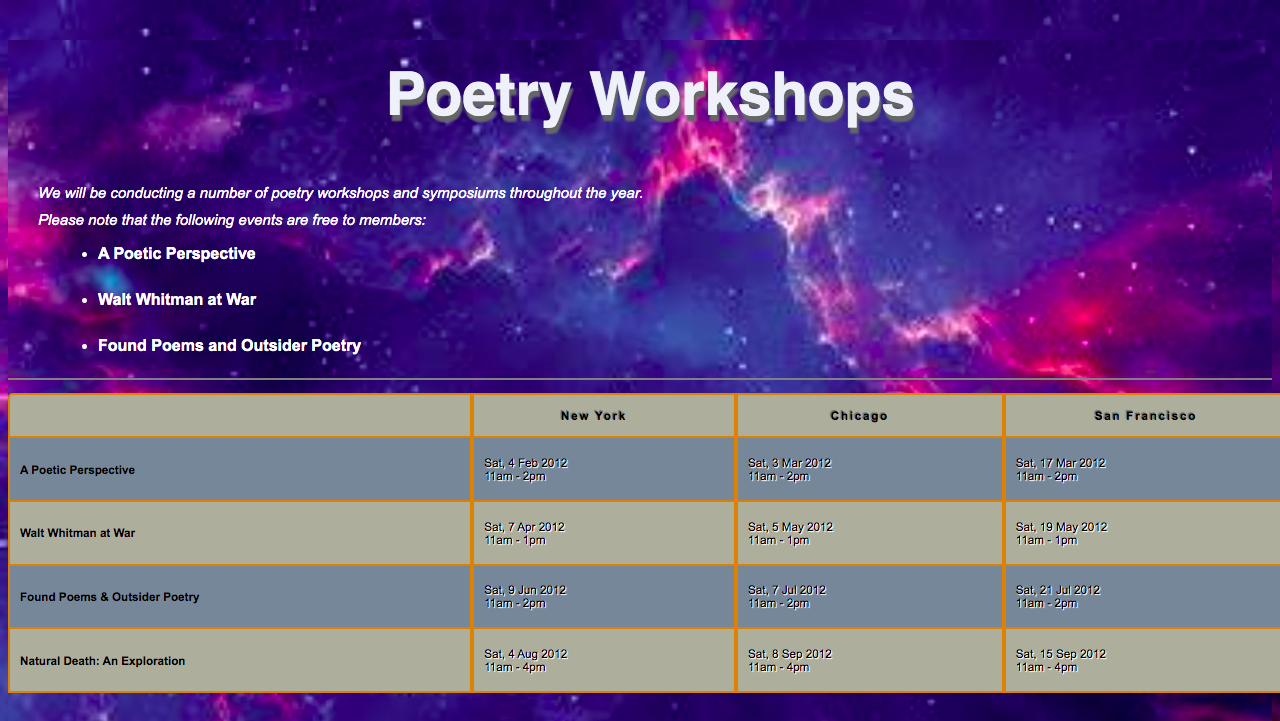 Poetry Workshops
We will be conducting a number of poetry workshops and symposiums throughout the year.
Please note that the following events are free to members:
• A Poetic Perspective
• Walt Whitman at War
• Found Poems and Outsider Poetry
New York Chicago San Francisco
A Poetic Perspective
Sat, 4 Feb 2012
11am - 2pm
Sat, 3 Mar 2012
11am - 2pm
Sat, 17 Mar 2012
11am - 2pm
Walt Whitman at War
Sat, 7 Apr 2012
11am - 1pm
Sat, 5 May 2012
11am - 1pm
Sat, 19 May 2012
11am - 1pm
Found Poems & Outsider Poetry
Sat, 9 Jun 2012
11am - 2pm
Sat, 7 Jul 2012
11am - 2pm
Sat, 21 Jul 2012
11am - 2pm
Natural Death: An Exploration
Sat, 4 Aug 2012
11am - 4pm
Sat, 8 Sep 2012
11am - 4pm
Sat, 15 Sep 2012
11am - 4pm